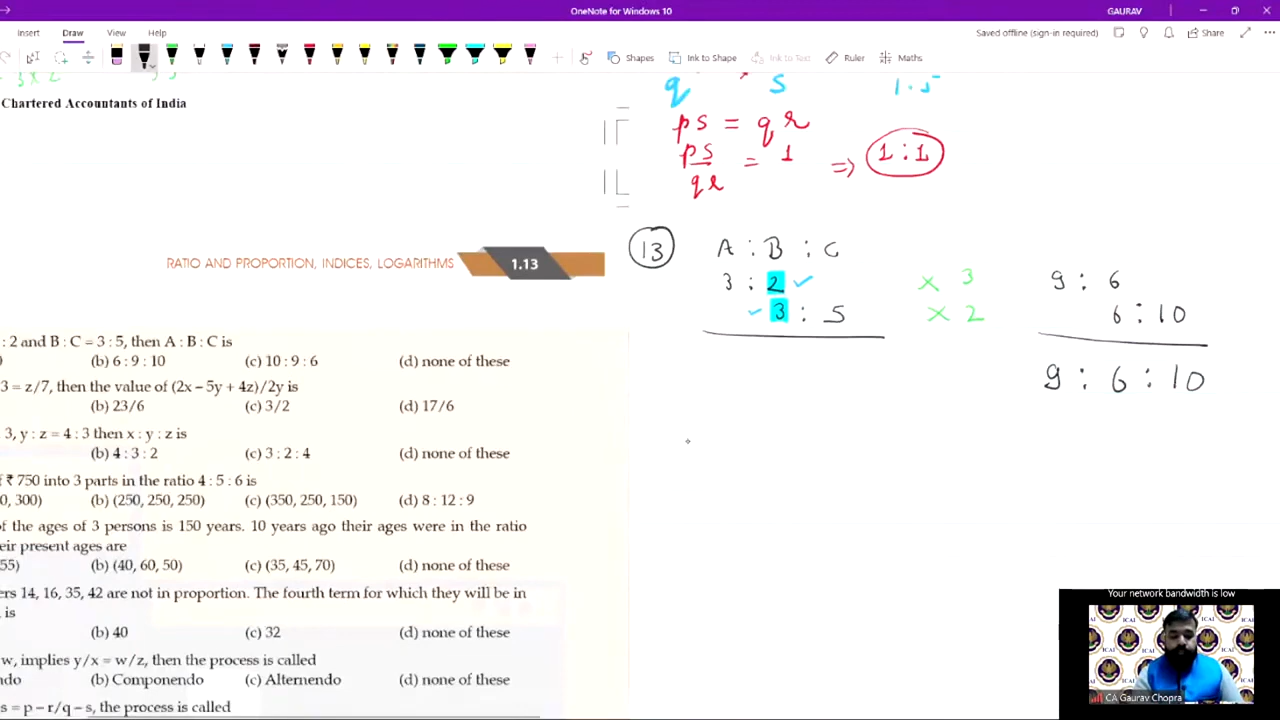 OneNote for Windows 10
GAURAV
Insert Draw View Help
Saved offline (sign-in required)
Share
Shapes Ink to Shape Ink to Text Ruler Maths
3 x 2
Chartered Accountants of India
q s 1.5
ps = qr
ps/qr = 1 => 1:1
RATIO AND PROPORTION, INDICES, LOGARITHMS 1.13
13 A : B : C
3 : 2 x 3 9 : 6
3 : 5 x 2 6 : 10
9 : 6 : 10
: 2 and B : C = 3 : 5, then A : B : C is
(b) 6 : 9 : 10 (c) 10 : 9 : 6 (d) none of these
3 = z/7, then the value of (2x – 5y + 4z)/2y is
(b) 23/6 (c) 3/2 (d) 17/6
3, y : z = 4 : 3 then x : y : z is
(b) 4 : 3 : 2 (c) 3 : 2 : 4 (d) none of these
f ₹ 750 into 3 parts in the ratio 4 : 5 : 6 is
0, 300) (b) (250, 250, 250) (c) (350, 250, 150) (d) 8 : 12 : 9
of the ages of 3 persons is 150 years. 10 years ago their ages were in the ratio
eir present ages are
55) (b) (40, 60, 50) (c) (35, 45, 70) (d) none of these
ers 14, 16, 35, 42 are not in proportion. The fourth term for which they will be in
is
(b) 40 (c) 32 (d) none of these
w, implies y/x = w/z, then the process is called
ndo (b) Componendo (c) Alternendo (d) none of these
s = p – r/q – s, the process is called
Your network bandwidth is low
ICAI
CA Gaurav Chopra